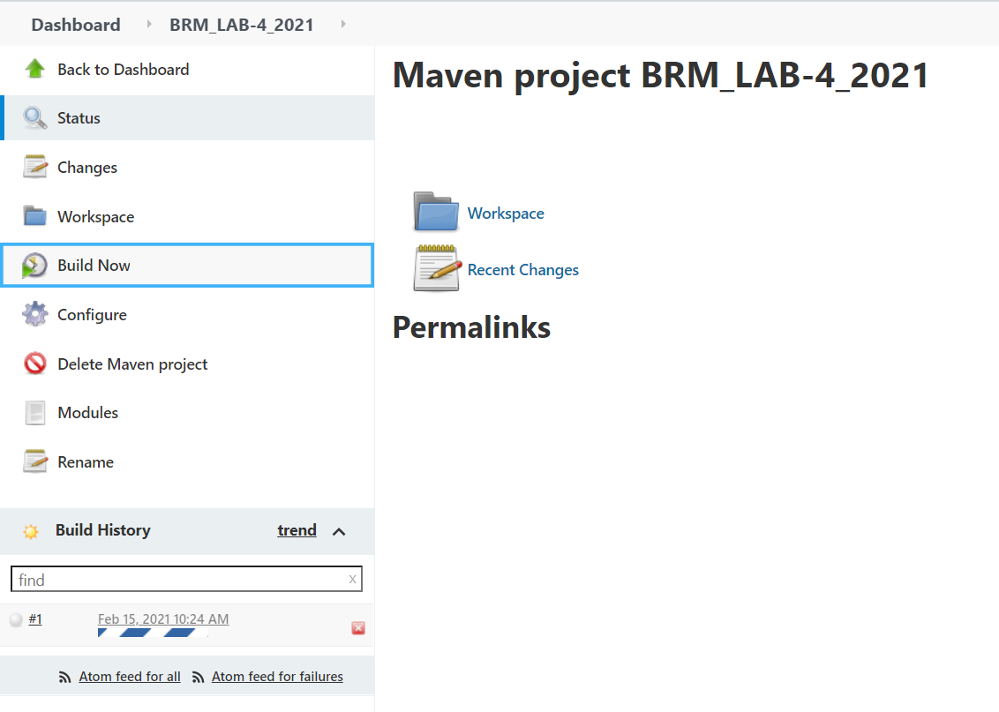 Dashboard BRM_LAB-4_2021
Back to Dashboard
Status
Changes
Workspace
Build Now
Configure
Delete Maven project
Modules
Rename
Build History trend
find x
#1 Feb 15, 2021 10:24 AM
Atom feed for all Atom feed for failures
Maven project BRM_LAB-4_2021
Workspace
Recent Changes
Permalinks